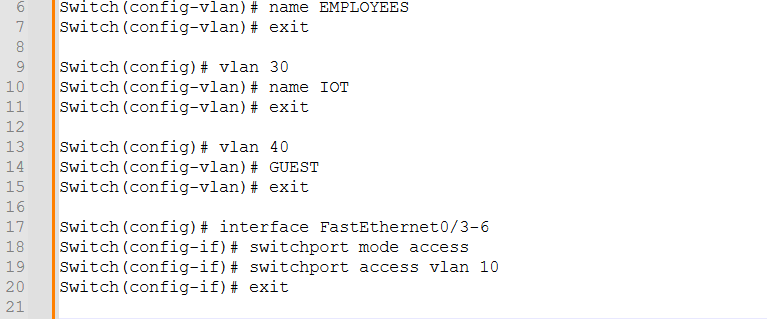 6 Switch(config-vlan)# name EMPLOYEES
7 Switch(config-vlan)# exit
8
9 Switch(config)# vlan 30
10 Switch(config-vlan)# name IOT
11 Switch(config-vlan)# exit
12
13 Switch(config)# vlan 40
14 Switch(config-vlan)# GUEST
15 Switch(config-vlan)# exit
16
17 Switch(config)# interface FastEthernet0/3-6
18 Switch(config-if)# switchport mode access
19 Switch(config-if)# switchport access vlan 10
20 Switch(config-if)# exit
21